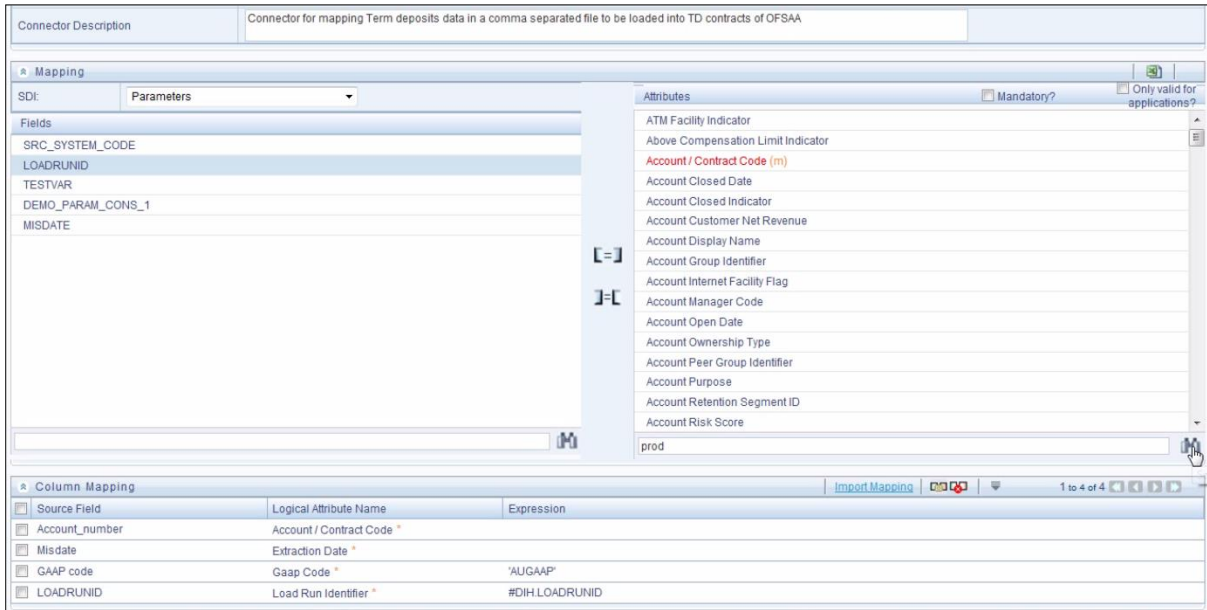 Connector Description
Connector for mapping Term deposits data in a comma separated file to be loaded into TD contracts of OFSAA
Mapping
SDI: Parameters
Fields
SRC_SYSTEM_CODE
LOADRUNID
TESTVAR
DEMO_PARAM_CONS_1
MISDATE
[=]
]=[
Attributes Mandatory? Only valid for
applications?
ATM Facility Indicator
Above Compensation Limit Indicator
Account / Contract Code (m)
Account Closed Date
Account Closed Indicator
Account Customer Net Revenue
Account Display Name
Account Group Identifier
Account Internet Facility Flag
Account Manager Code
Account Open Date
Account Ownership Type
Account Peer Group Identifier
Account Purpose
Account Retention Segment ID
Account Risk Score
prod
Column Mapping Import Mapping 1 to 4 of 4
Source Field Logical Attribute Name Expression
Account_number Account / Contract Code *
Misdate Extraction Date *
GAAP code Gaap Code * 'AUGAAP'
LOADRUNID Load Run Identifier * #DIH.LOADRUNID